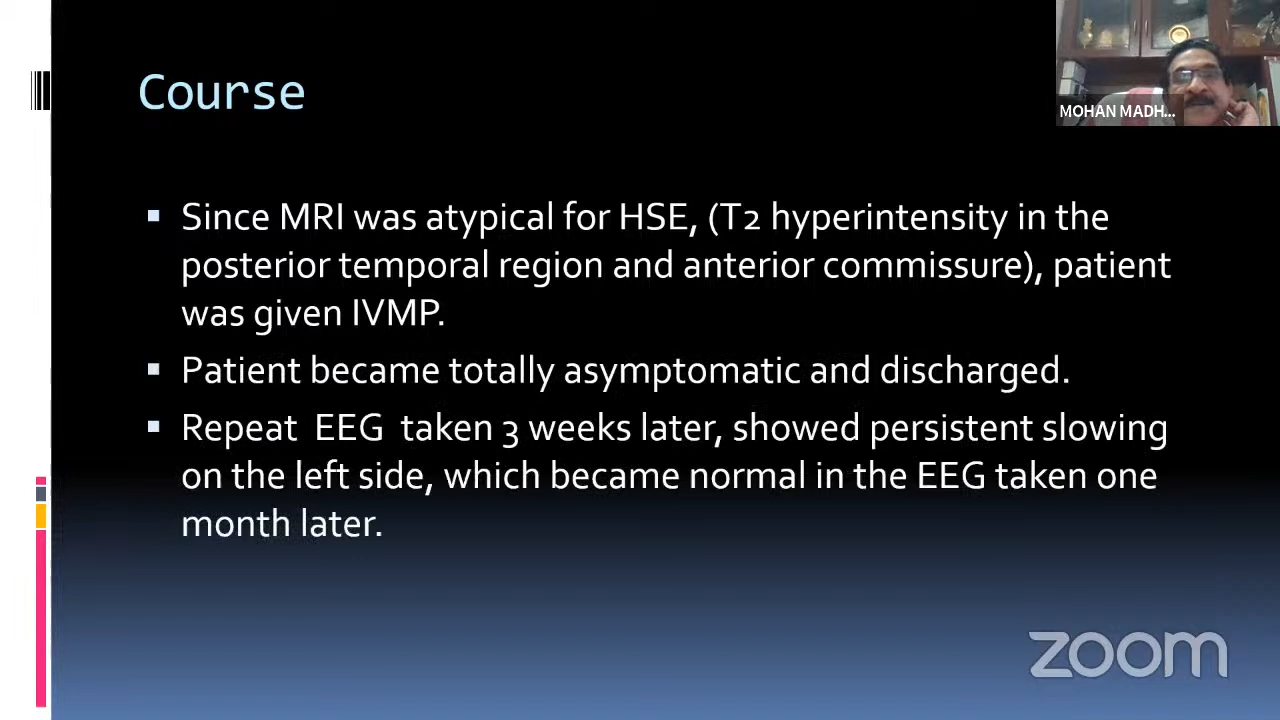 Course
MOHAN MADH...
Since MRI was atypical for HSE, (T2 hyperintensity in the
posterior temporal region and anterior commissure), patient
was given IVMP.
Patient became totally asymptomatic and discharged.
Repeat EEG taken 3 weeks later, showed persistent slowing
on the left side, which became normal in the EEG taken one
month later.
zoom